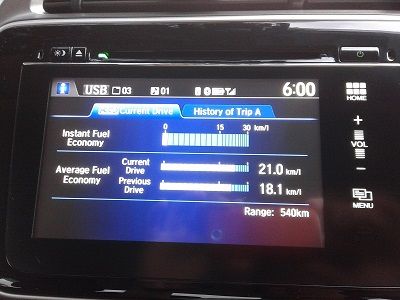 USB 03 01 6:00
Current Drive History of Trip A
0 15 30 km/l
Instant Fuel
Economy
Average Fuel
Economy
Current
Drive
21.0 km/l
Previous
Drive
18.1 km/l
Range: 540km
HOME
+
VOL
−
MENU